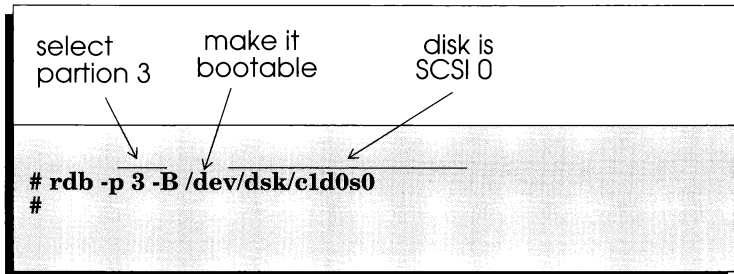 select
partion 3
make it
bootable
disk is
SCSI 0
# rdb -p 3 -B /dev/dsk/c1d0s0
#